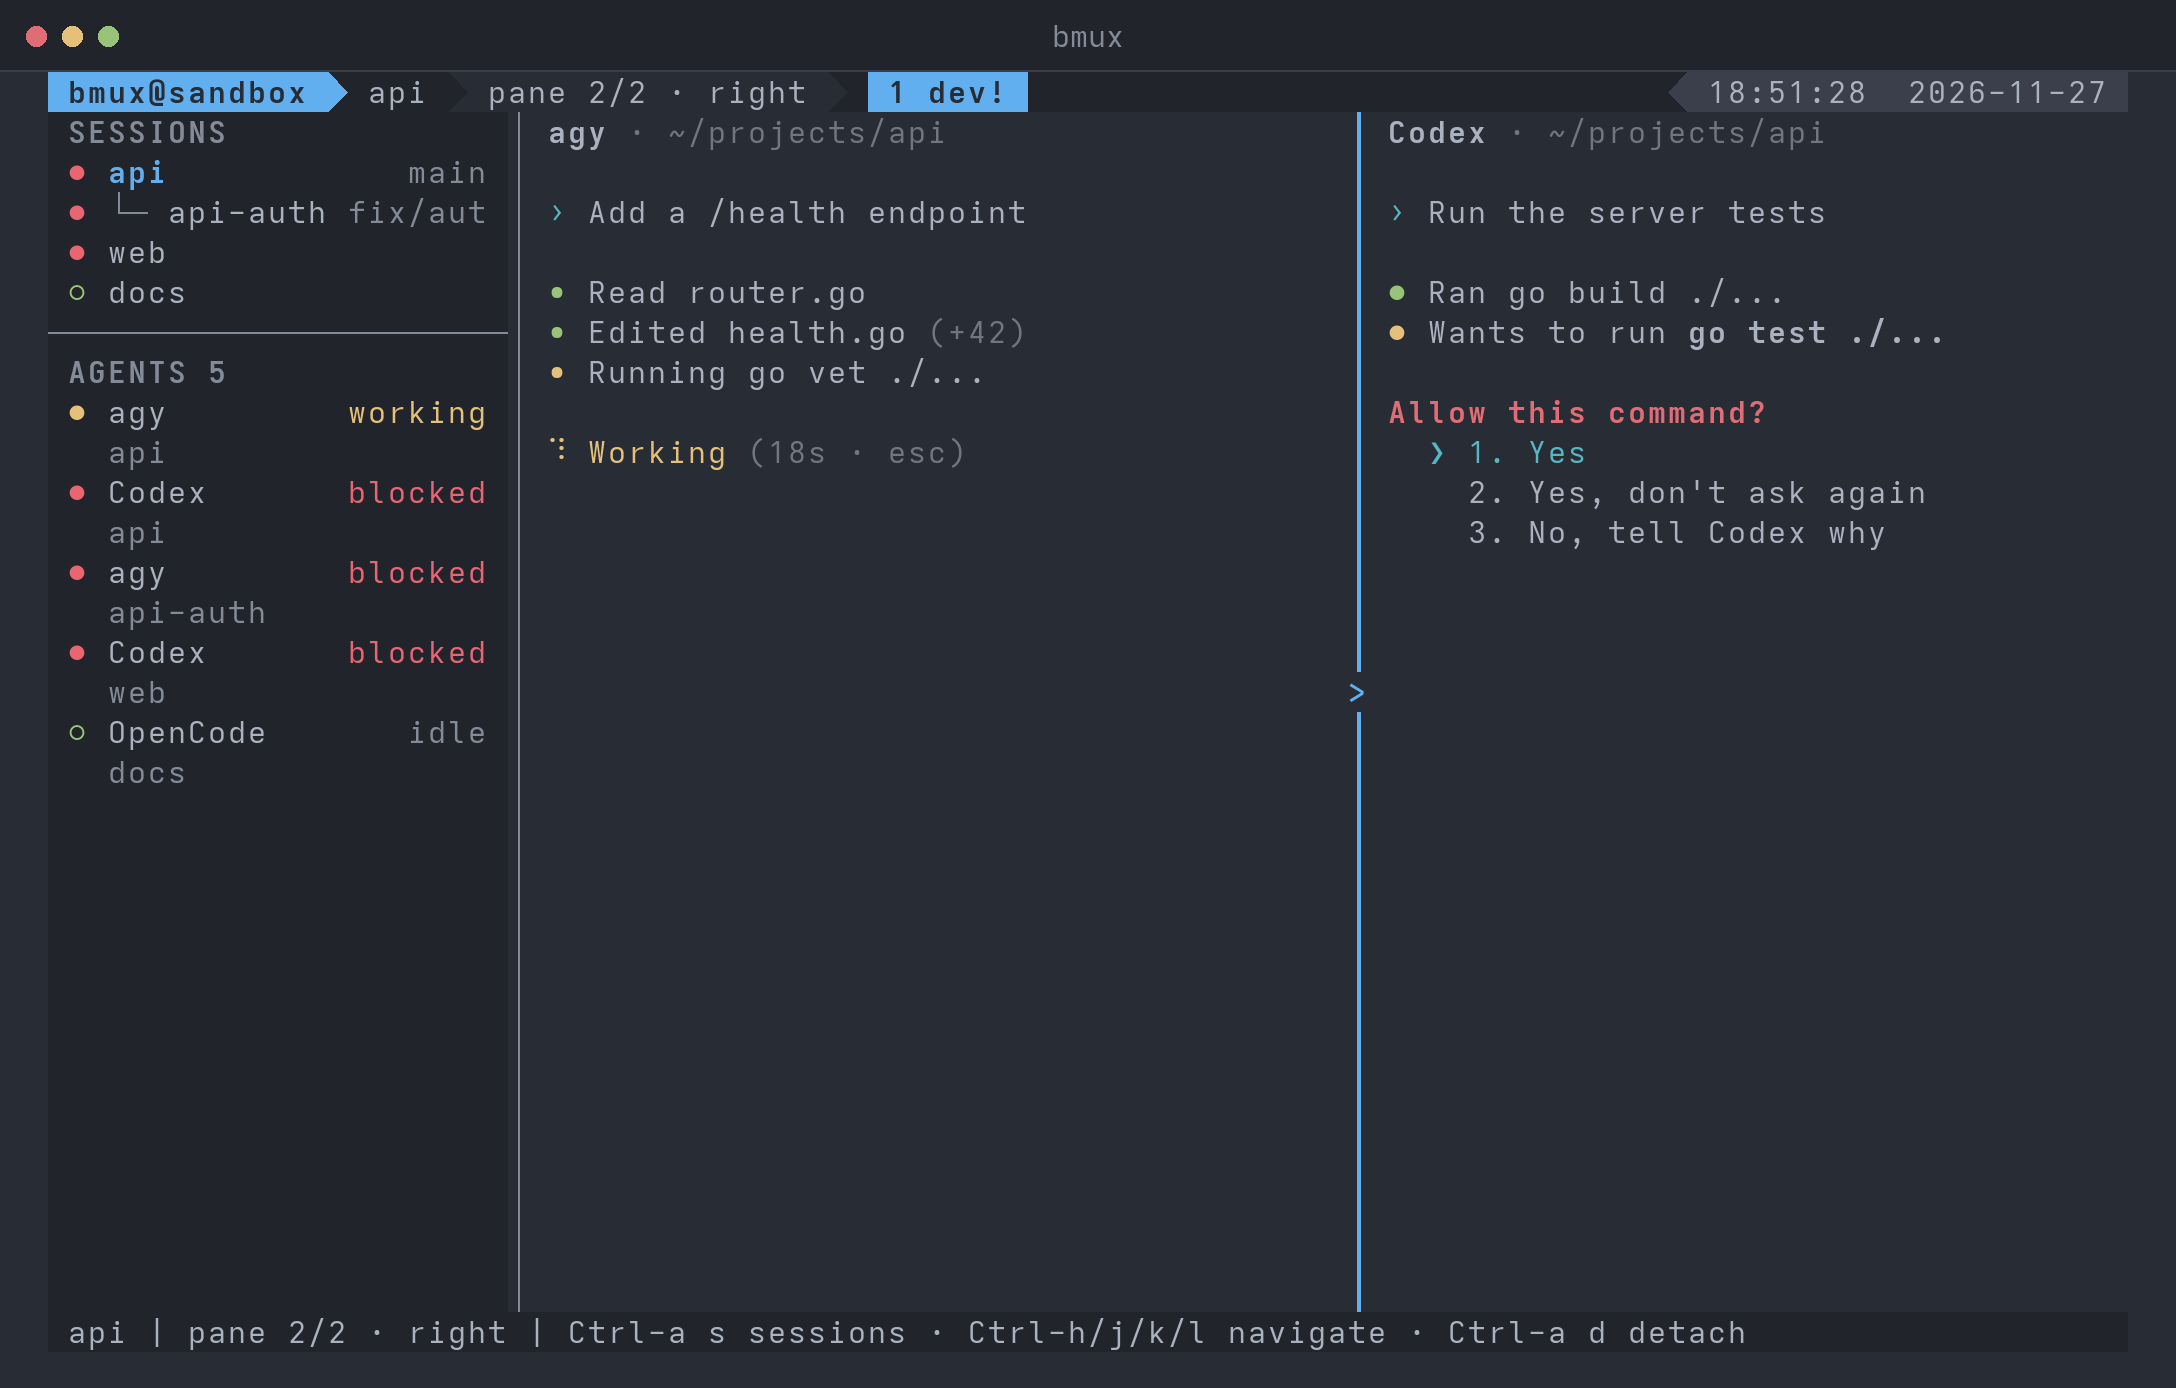 bmux
bmux@sandbox api pane 2/2 · right 1 dev! 18:51:28 2026-11-27
SESSIONS
● api main
● └─ api-auth fix/aut
● web
○ docs
AGENTS 5
● agy working
api
● Codex blocked
api
● agy blocked
api-auth
● Codex blocked
web
○ OpenCode idle
docs
agy · ~/projects/api
› Add a /health endpoint
• Read router.go
• Edited health.go (+42)
• Running go vet ./...
⠹ Working (18s · esc)
>
Codex · ~/projects/api
› Run the server tests
● Ran go build ./...
● Wants to run go test ./...
Allow this command?
❯ 1. Yes
2. Yes, don't ask again
3. No, tell Codex why
api | pane 2/2 · right | Ctrl-a s sessions · Ctrl-h/j/k/l navigate · Ctrl-a d detach